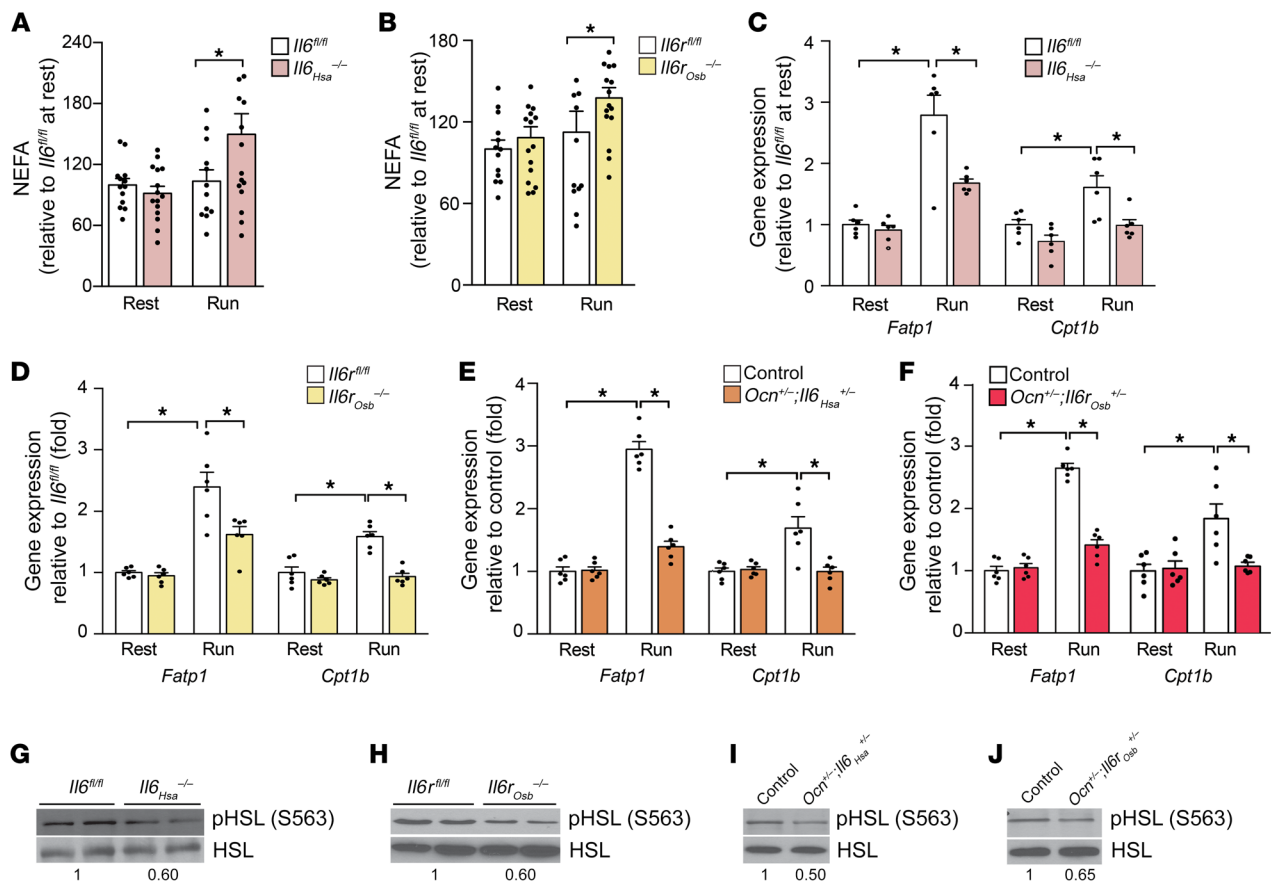 A
NEFA
(relative to Il6fl/fl at rest)
240
180
120
60
0
*
Il6fl/fl
Il6Hsa−/−
Rest
Run
B
NEFA
(relative to Il6fl/fl at rest)
180
120
60
0
*
Il6rfl/fl
Il6rOsb−/−
Rest
Run
C
Gene expression
(relative to Il6fl/fl at rest)
4
3
2
1
0
* * * *
Il6fl/fl
Il6Hsa−/−
Rest Run Rest Run
Fatp1 Cpt1b
D
Gene expression
relative to Il6fl/fl (fold)
4
3
2
1
0
* * * *
Il6rfl/fl
Il6rOsb−/−
Rest Run Rest Run
Fatp1 Cpt1b
E
Gene expression
relative to control (fold)
4
3
2
1
0
* * * *
Control
Ocn+/−;Il6Hsa+/−
Rest Run Rest Run
Fatp1 Cpt1b
F
Gene expression
relative to control (fold)
4
3
2
1
0
* * * *
Control
Ocn+/−;Il6rOsb+/−
Rest Run Rest Run
Fatp1 Cpt1b
G
Il6fl/fl Il6Hsa−/−
pHSL (S563)
HSL
1 0.60
H
Il6rfl/fl Il6rOsb−/−
pHSL (S563)
HSL
1 0.60
I
Control Ocn+/−;Il6Hsa+/−
pHSL (S563)
HSL
1 0.50
J
Control Ocn+/−;Il6rOsb+/−
pHSL (S563)
HSL
1 0.65